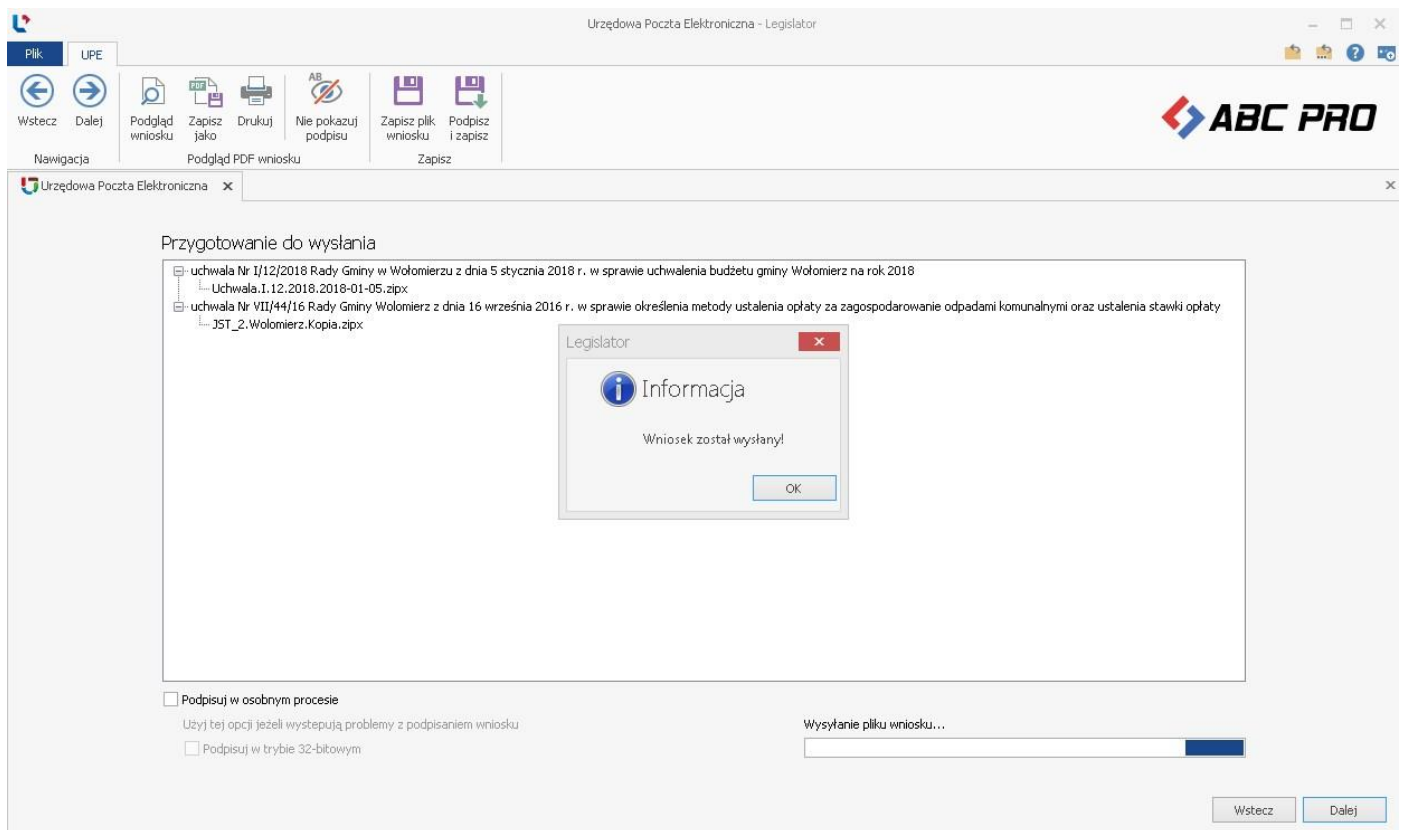 Urzędowa Poczta Elektroniczna - Legislator
Plik
UPE
Wstecz
Dalej
Podgląd wniosku
Zapisz jako
Drukuj
AB
Nie pokazuj podpisu
Zapisz plik wniosku
Podpisz i zapisz
Nawigacja
Podgląd PDF wniosku
Zapisz
PDF
ABC PRO
Urzędowa Poczta Elektroniczna
Przygotowanie do wysłania
uchwala Nr I/12/2018 Rady Gminy w Wołomierzu z dnia 5 stycznia 2018 r. w sprawie uchwalenia budżetu gminy Wołomierz na rok 2018
Uchwala.I.12.2018.2018-01-05.zipx
uchwala Nr VII/44/16 Rady Gminy Wolomierz z dnia 16 września 2016 r. w sprawie określenia metody ustalenia opłaty za zagospodarowanie odpadami komunalnymi oraz ustalenia stawki opłaty
JST_2.Wolomierz.Kopia.zipx
Legislator
Informacja
Wniosek został wysłany!
OK
Podpisuj w osobnym procesie
Użyj tej opcji jeżeli wystepują problemy z podpisaniem wniosku
Podpisuj w trybie 32-bitowym
Wysyłanie pliku wniosku...
Wstecz
Dalej